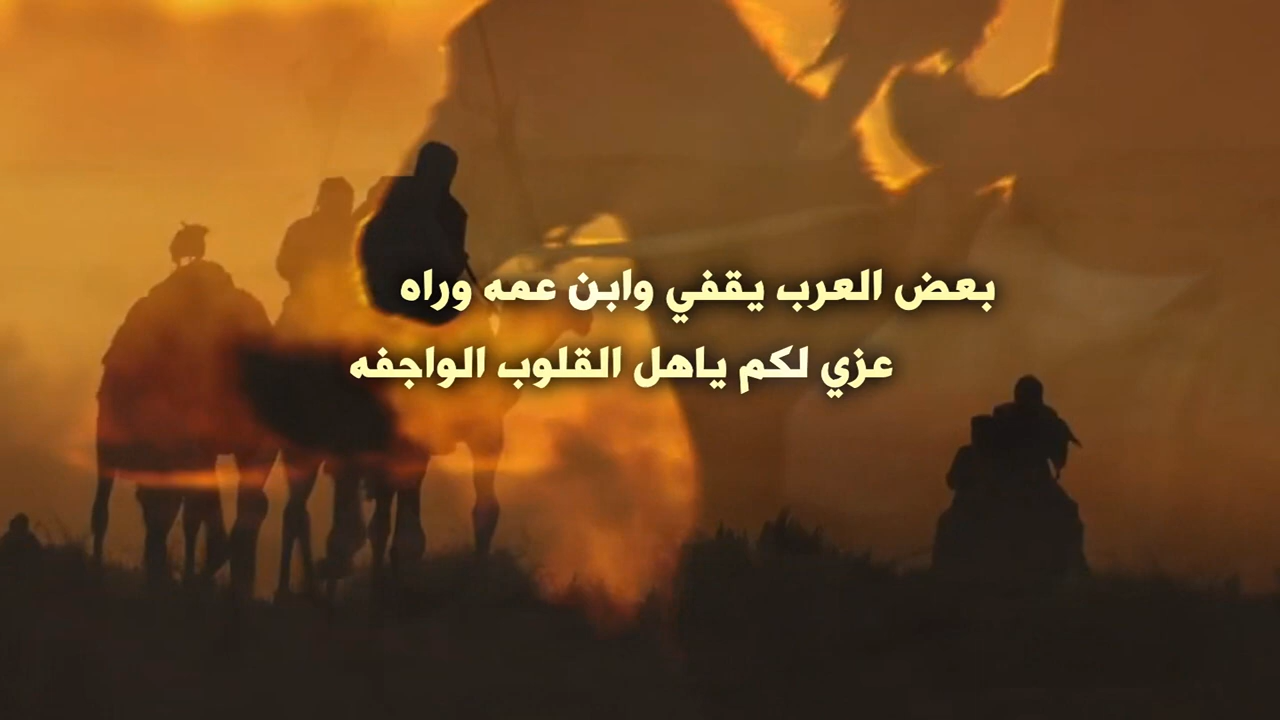 بعض العرب يقفي وابن عمه وراه
عزي لكم ياهل القلوب الواجفه